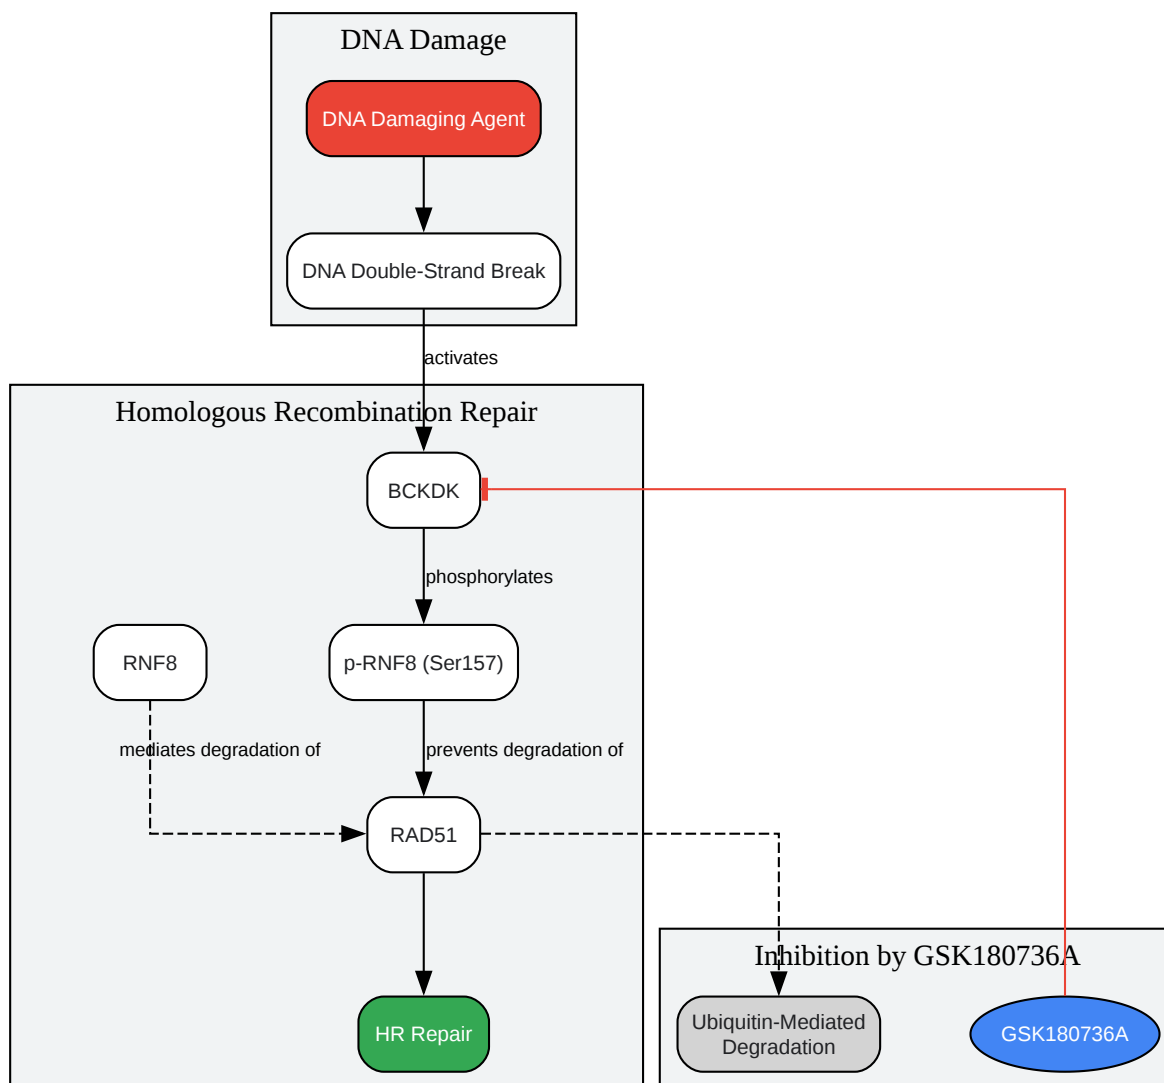 DNA Damage
DNA Damaging Agent
DNA Double-Strand Break
activates
Homologous Recombination Repair
BCKDK
phosphorylates
RNF8
p-RNF8 (Ser157)
mediates degradation of
prevents degradation of
RAD51
Inhibition by GSK180736A
HR Repair
Ubiquitin-Mediated
Degradation
GSK180736A